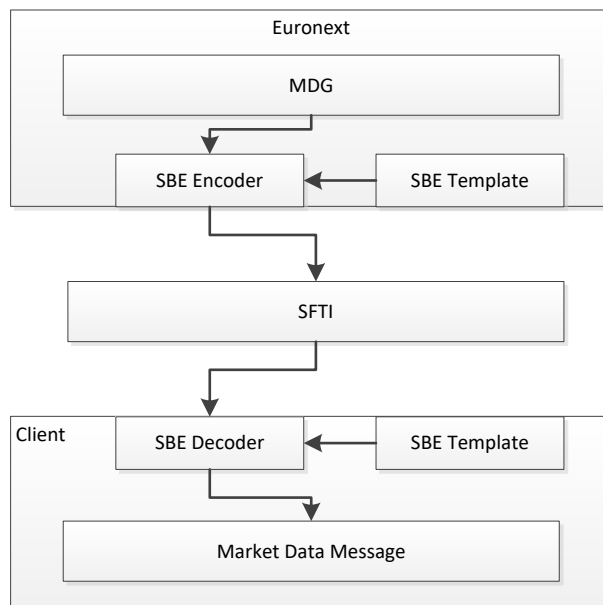 Euronext
MDG
SBE Encoder
SBE Template
SFTI
Client
SBE Decoder
SBE Template
Market Data Message